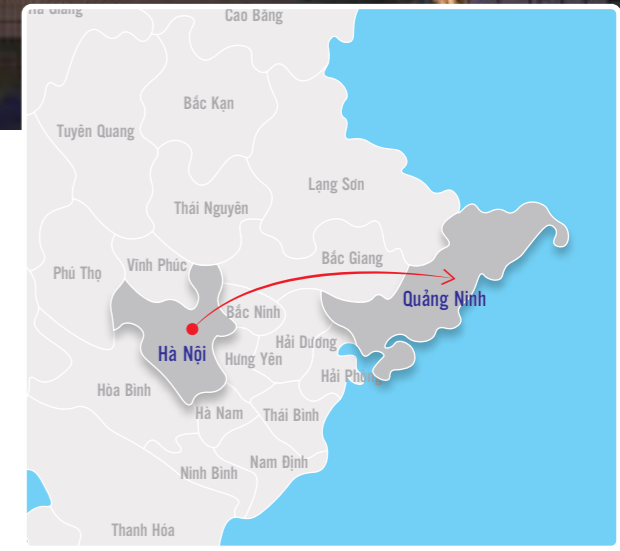 Hà Giang
Cao Bằng
Bắc Kạn
Tuyên Quang
Lạng Sơn
Thái Nguyên
Bắc Giang
Vĩnh Phúc
Phú Thọ
Quảng Ninh
Bắc Ninh
Hải Dương
Hà Nội
Hưng Yên
Hải Phòng
Hòa Bình
Hà Nam
Thái Bình
Nam Định
Ninh Bình
Thanh Hóa